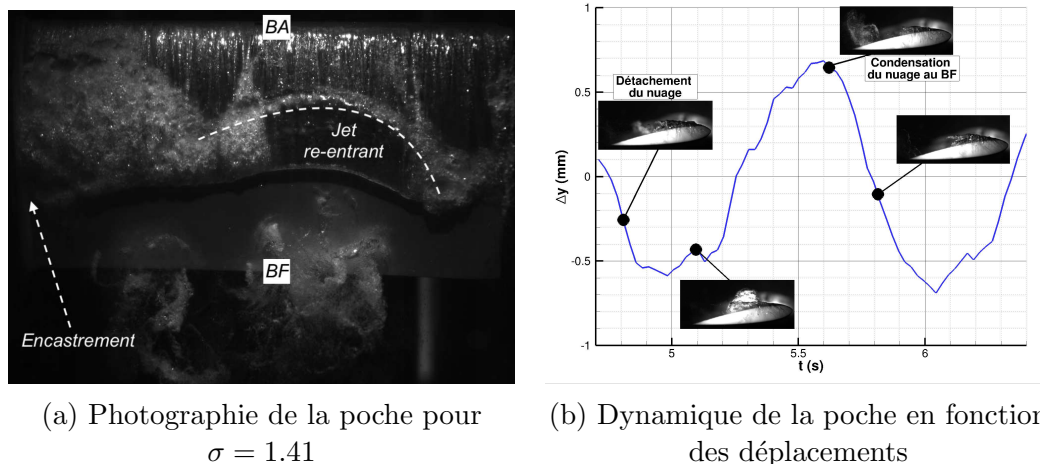 BA
Jet
re-entrant
BF
Encastrement
(a) Photographie de la poche pour
σ = 1.41
1
0.5
0
-0.5
-1
Δy (mm)
Détachement
du nuage
Condensation
du nuage au BF
5
5.5
6
t (s)
(b) Dynamique de la poche en fonction
des déplacements